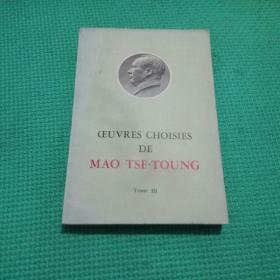 ŒUVRES CHOISIES
DE
MAO TSE-TOUNG
Tome III